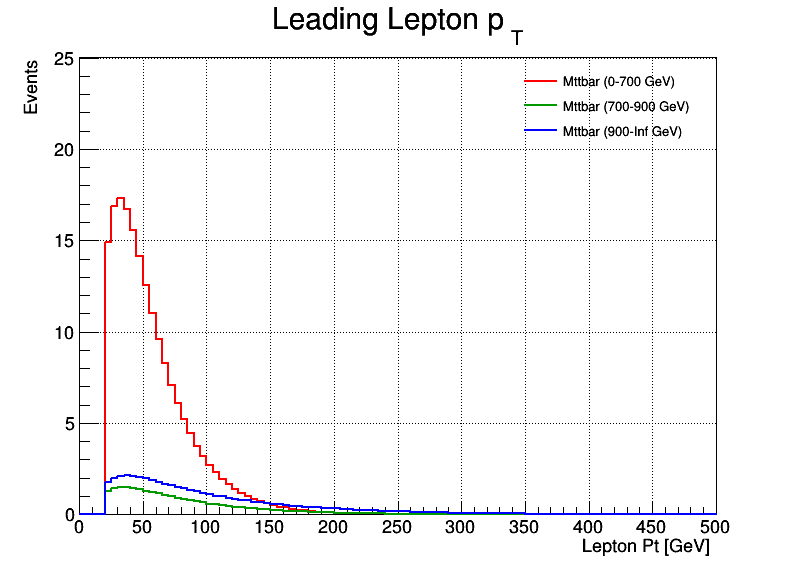 Leading Lepton p T
Events
25
20
15
10
5
0
Mttbar (0-700 GeV)
Mttbar (700-900 GeV)
Mttbar (900-Inf GeV)
0 50 100 150 200 250 300 350 400 450 500
Lepton Pt [GeV]